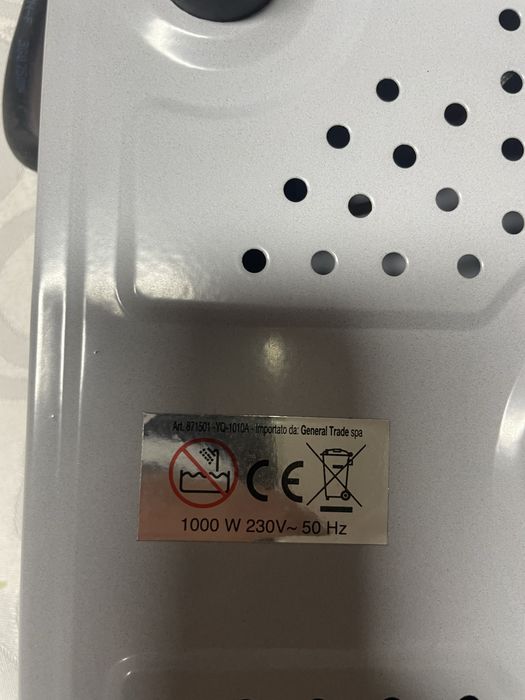 Art. 871501 - YQ-1010A - Importato da: General Trade spa
CE
1000 W 230V~ 50 Hz